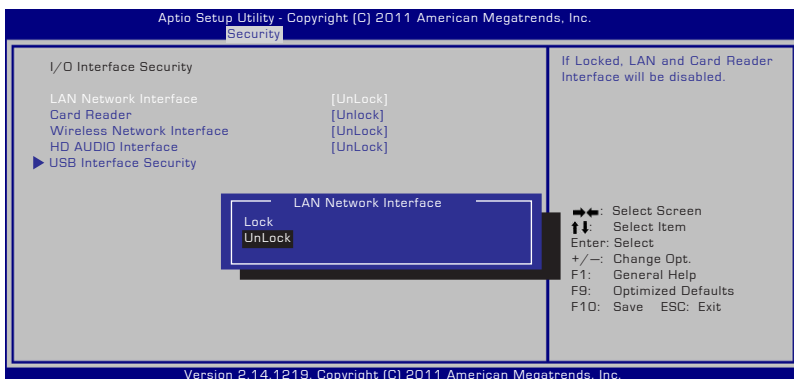 Aptio Setup Utility - Copyright (C) 2011 American Megatrends, Inc.
Security
I/O Interface Security
LAN Network Interface [UnLock]
Card Reader [Unlock]
Wireless Network Interface [UnLock]
HD AUDIO Interface [UnLock]
USB Interface Security
If Locked, LAN and Card Reader
Interface will be disabled.
LAN Network Interface
Lock
UnLock
→←: Select Screen
↑↓: Select Item
Enter: Select
+/—: Change Opt.
F1: General Help
F9: Optimized Defaults
F10: Save ESC: Exit
Version 2.14.1219. Copyright (C) 2011 American Megatrends, Inc.